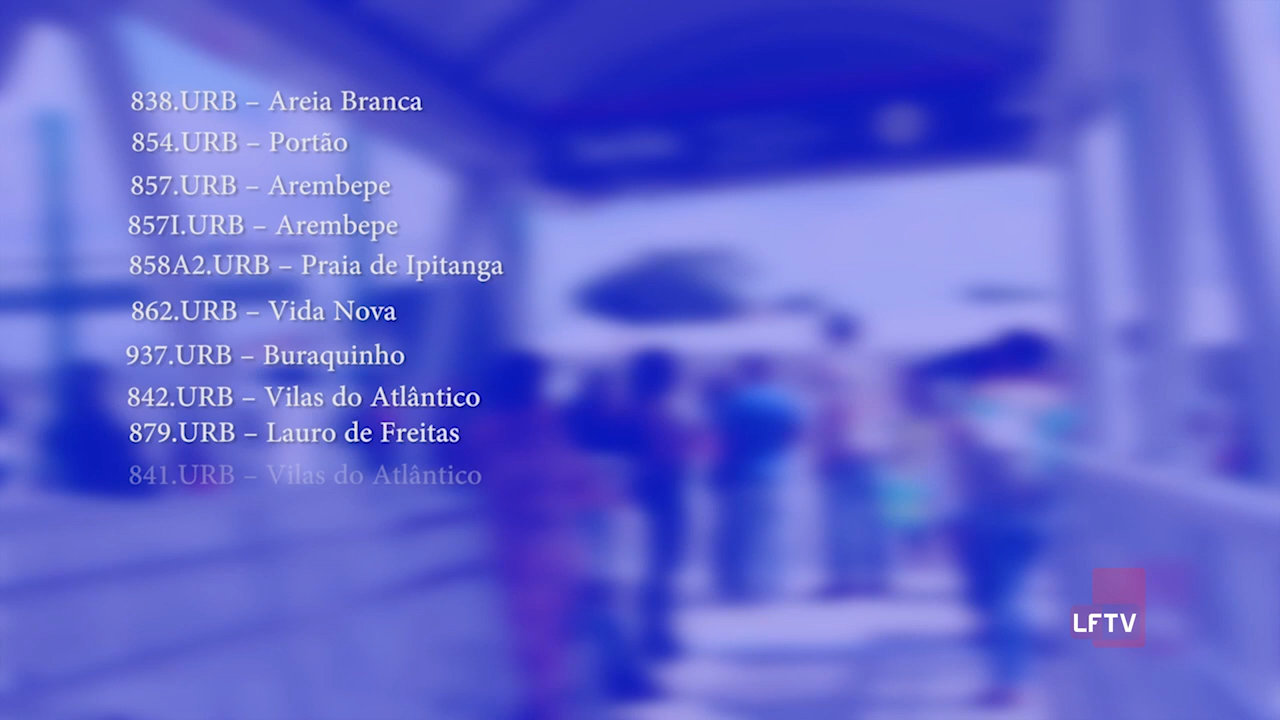 838.URB – Areia Branca
854.URB – Portão
857.URB – Arembepe
857I.URB – Arembepe
858A2.URB – Praia de Ipitanga
862.URB – Vida Nova
937.URB – Buraquinho
842.URB – Vilas do Atlântico
879.URB – Lauro de Freitas
841.URB – Vilas do Atlântico
LFTV